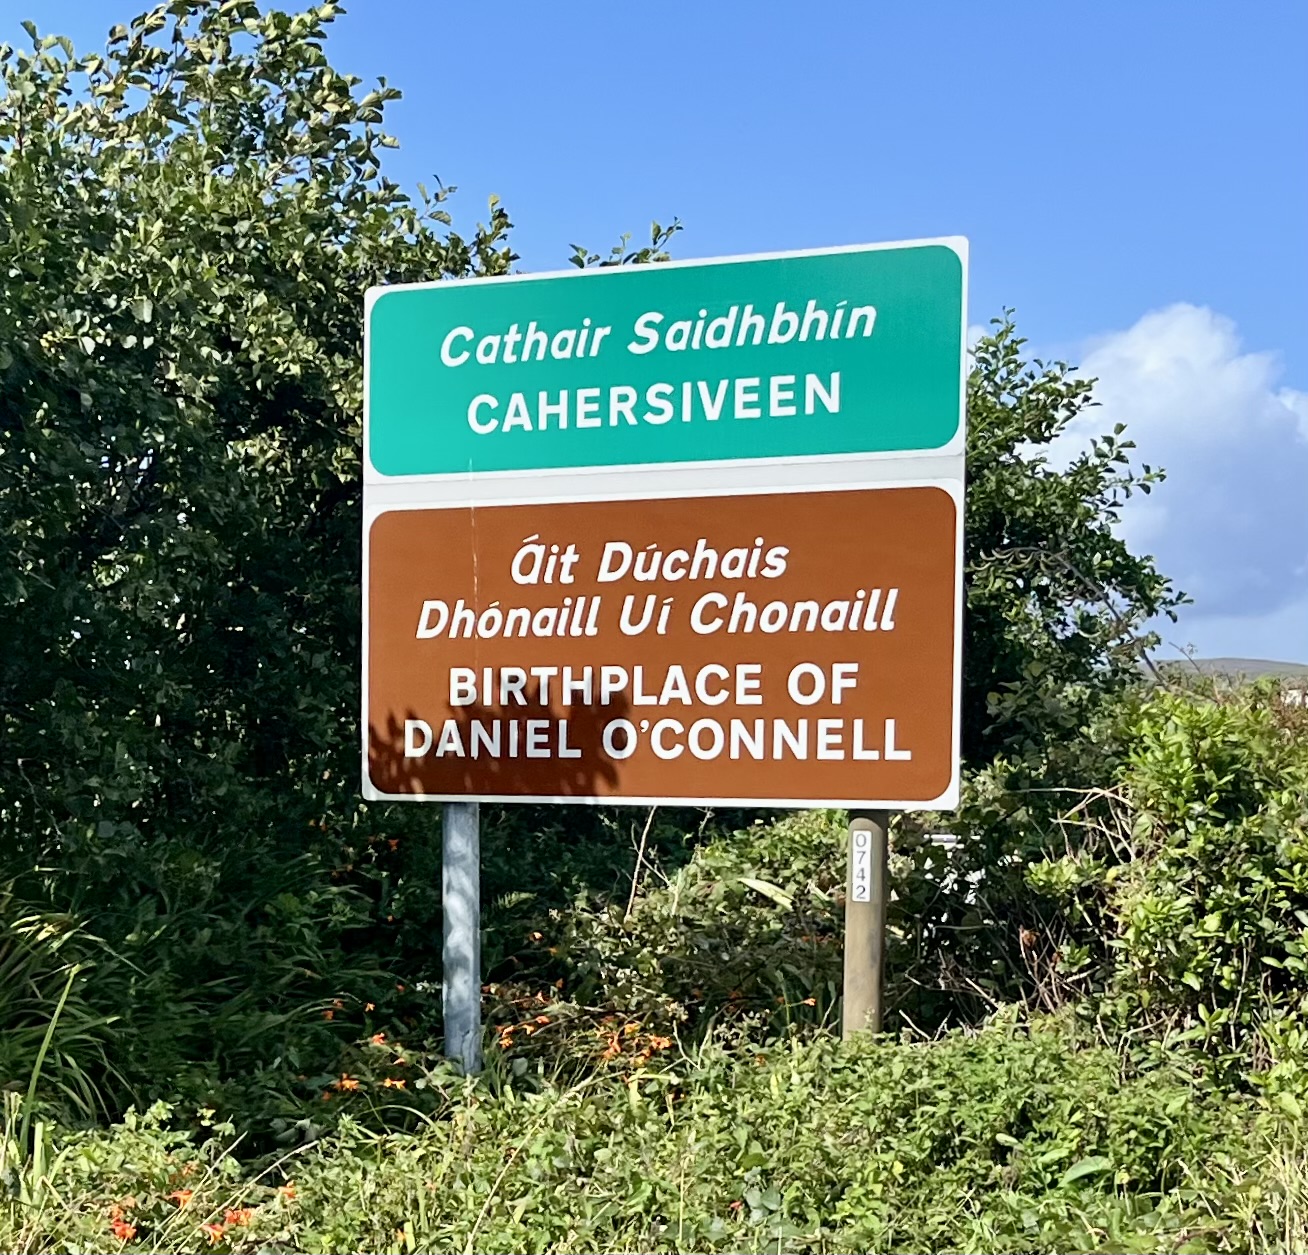 Cathair Saidhbhín
CAHERSIVEEN
Áit Dúchais
Dhónaill Uí Chonaill
BIRTHPLACE OF
DANIEL O'CONNELL
0742